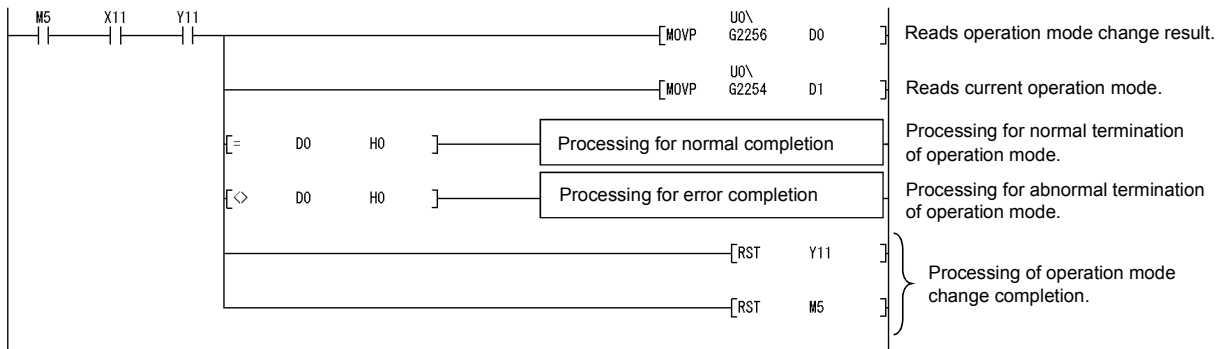 M5 X11 Y11
U0\
[MOVP G2256 D0 ]
Reads operation mode change result.
U0\
[MOVP G2254 D1 ]
Reads current operation mode.
[= D0 H0 ]
Processing for normal completion
Processing for normal termination
of operation mode.
[<> D0 H0 ]
Processing for error completion
Processing for abnormal termination
of operation mode.
[RST Y11 ]
[RST M5 ]
Processing of operation mode
change completion.